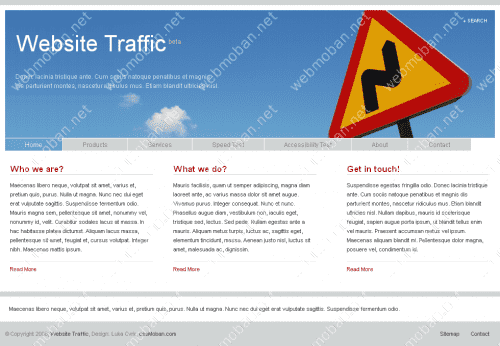 SEARCH
Website Traffic beta
Donec lacinia tristique ante. Cum sociis natoque penatibus et magnis
dis parturient montes, nascetur ridiculus mus. Etiam blandit ultricies nisl.
Home Products Services Speed Test Accessibility Test About Contact
Who we are?
Maecenas libero neque, volutpat sit amet, varius et,
pretium quis, purus. Nulla ut magna. Nunc nec dui eget
erat vulputate sagittis. Suspendisse fermentum odio.
Mauris magna sem, pellentesque sit amet, nonummy vel,
nonummy id, velit. Curabitur sodales lacus at massa. In
hac habitasse platea dictumst. Aliquam lacus massa,
pellentesque sit amet, feugiat et, cursus volutpat. Integer
nibh. Maecenas mattis ipsum.
Read More
What we do?
Mauris facilisis, quam ut semper adipiscing, magna diam
laoreet ante, ac varius massa dolor sit amet augue.
Vivamus purus. Integer consequat. Nunc et nunc.
Phasellus augue diam, vestibulum non, iaculis eget,
tristique sed, lectus. Sed pede. Nullam egestas ante a
mauris. Aliquam metus turpis, luctus ac, sagittis eget,
elementum tincidunt, massa. Aenean justo nisl, luctus sit
amet, malesuada ac, dignissim.
Read More
Get in touch!
Suspendisse egestas fringilla odio. Donec lacinia tristique
ante. Cum sociis natoque penatibus et magnis dis
parturient montes, nascetur ridiculus mus. Etiam blandit
ultricies nisl. Nullam dapibus, mauris id scelerisque
feugiat, sapien augue porta ipsum, ut blandit tellus enim
vel mauris. Praesent accumsan metus vel ipsum.
Maecenas aliquam blandit mi. Pellentesque dolor magna,
posuere vel, condimentum id.
Read More
Maecenas libero neque, volutpat sit amet, varius et, pretium quis, purus. Nulla ut magna. Nunc nec dui eget erat vulputate sagittis. Suspendisse fermentum odio.
© Copyright Website Traffic, Design: Luka Cvrk, cssMoban.com
Sitemap Contact
webmoban.net